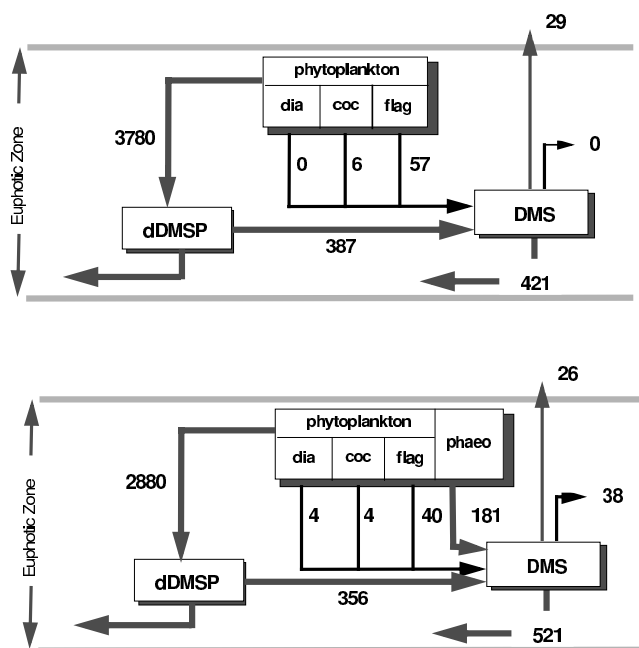 29
phytoplankton
dia coc flag
3780
0 6 57
0
Euphotic Zone
dDMSP
DMS
387
421
26
phytoplankton
phaeo
dia coc flag
2880
4 4 40 181
38
Euphotic Zone
dDMSP
DMS
356
521